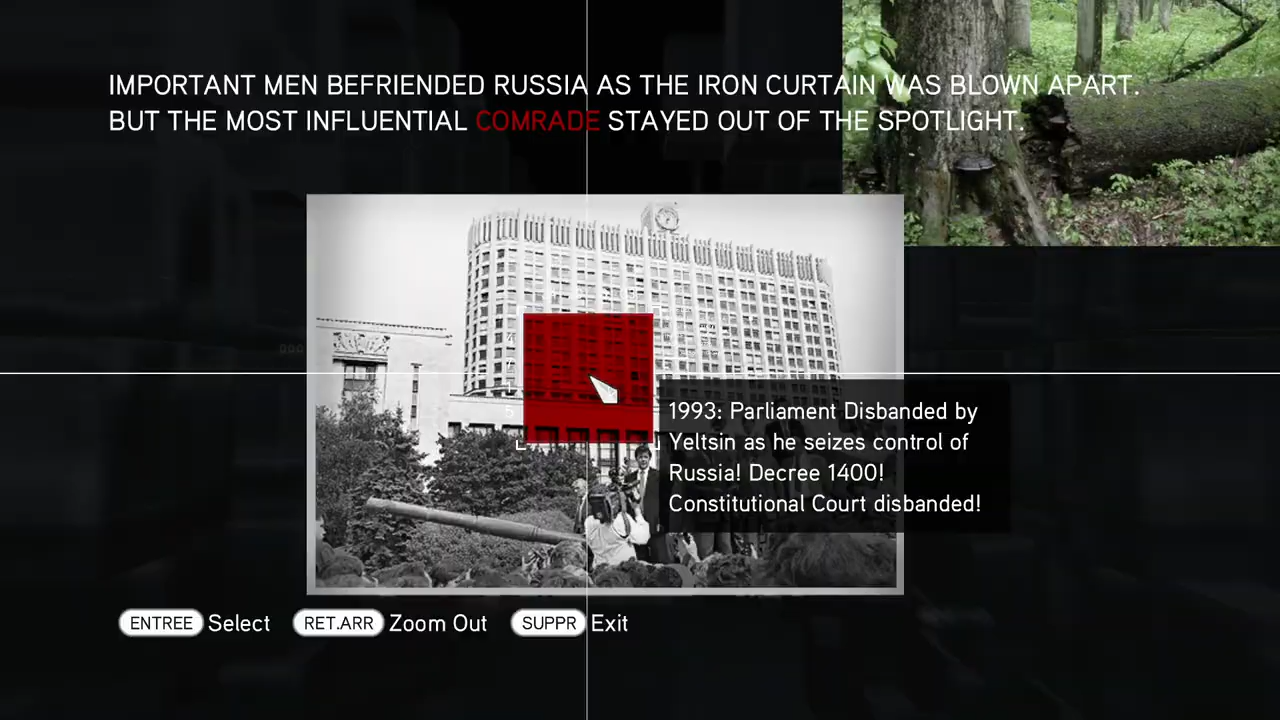 IMPORTANT MEN BEFRIENDED RUSSIA AS THE IRON CURTAIN WAS BLOWN APART.
BUT THE MOST INFLUENTIAL COMRADE STAYED OUT OF THE SPOTLIGHT.
1993: Parliament Disbanded by
Yeltsin as he seizes control of
Russia! Decree 1400!
Constitutional Court disbanded!
ENTREE Select RET.ARR Zoom Out SUPPR Exit